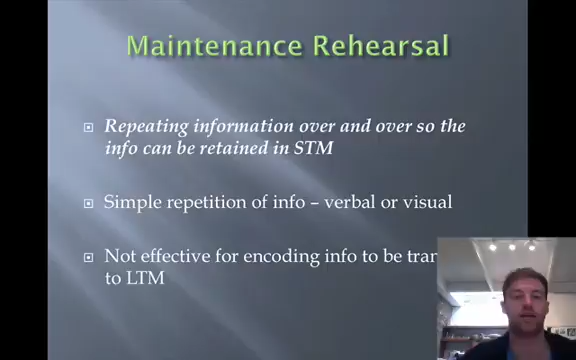 Maintenance Rehearsal
Repeating information over and over so the
info can be retained in STM
Simple repetition of info – verbal or visual
Not effective for encoding info to be tran
to LTM